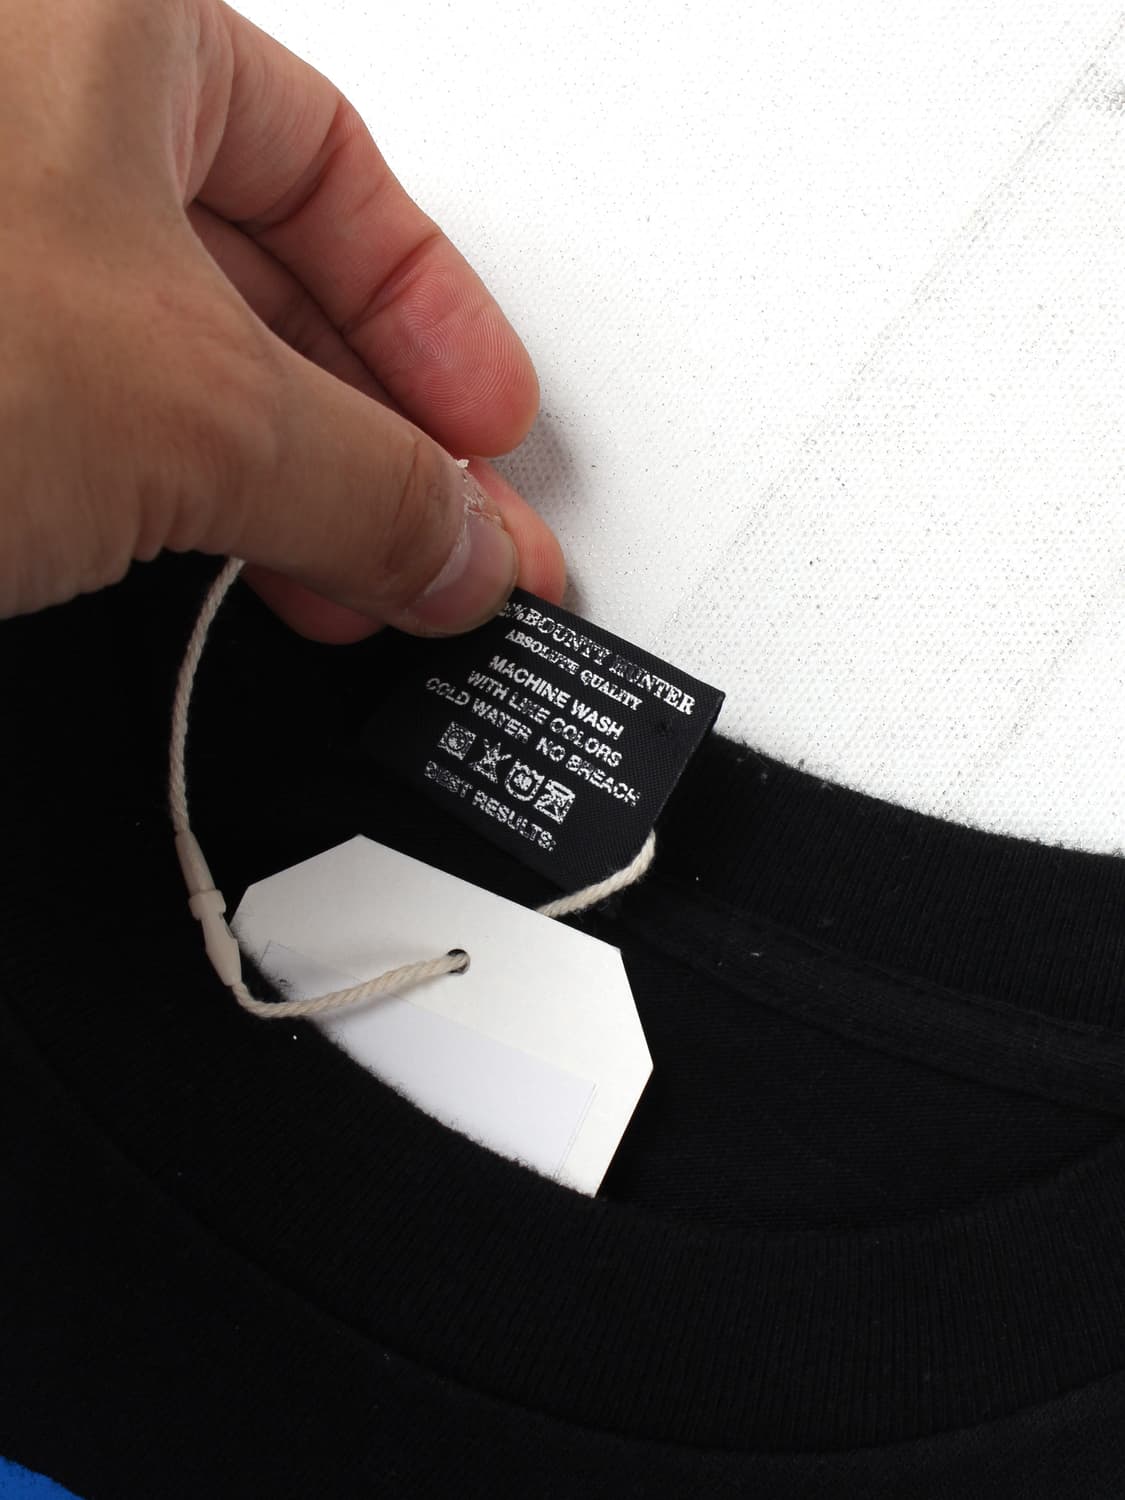 %BOUNTY HUNTER
ABSOLUTE QUALITY
MACHINE WASH
WITH LIKE COLORS
COLD WATER NO BREACH
BEST RESULTS: